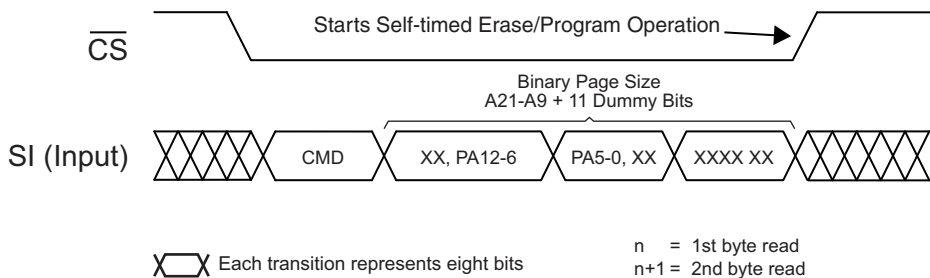 Starts Self-timed Erase/Program Operation
CS
Binary Page Size
A21-A9 + 11 Dummy Bits
SI (Input)
CMD
XX, PA12-6
PA5-0, XX
XXXX XX
Each transition represents eight bits
n = 1st byte read
n+1 = 2nd byte read